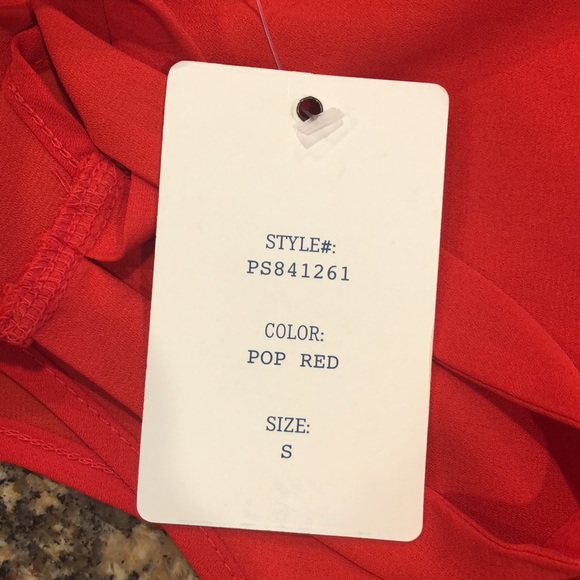 STYLE#:
PS841261
COLOR:
POP RED
SIZE:
S